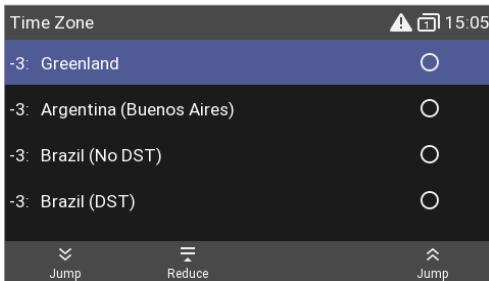 Time Zone 1 15:05
-3: Greenland
-3: Argentina (Buenos Aires)
-3: Brazil (No DST)
-3: Brazil (DST)
Jump Reduce Jump